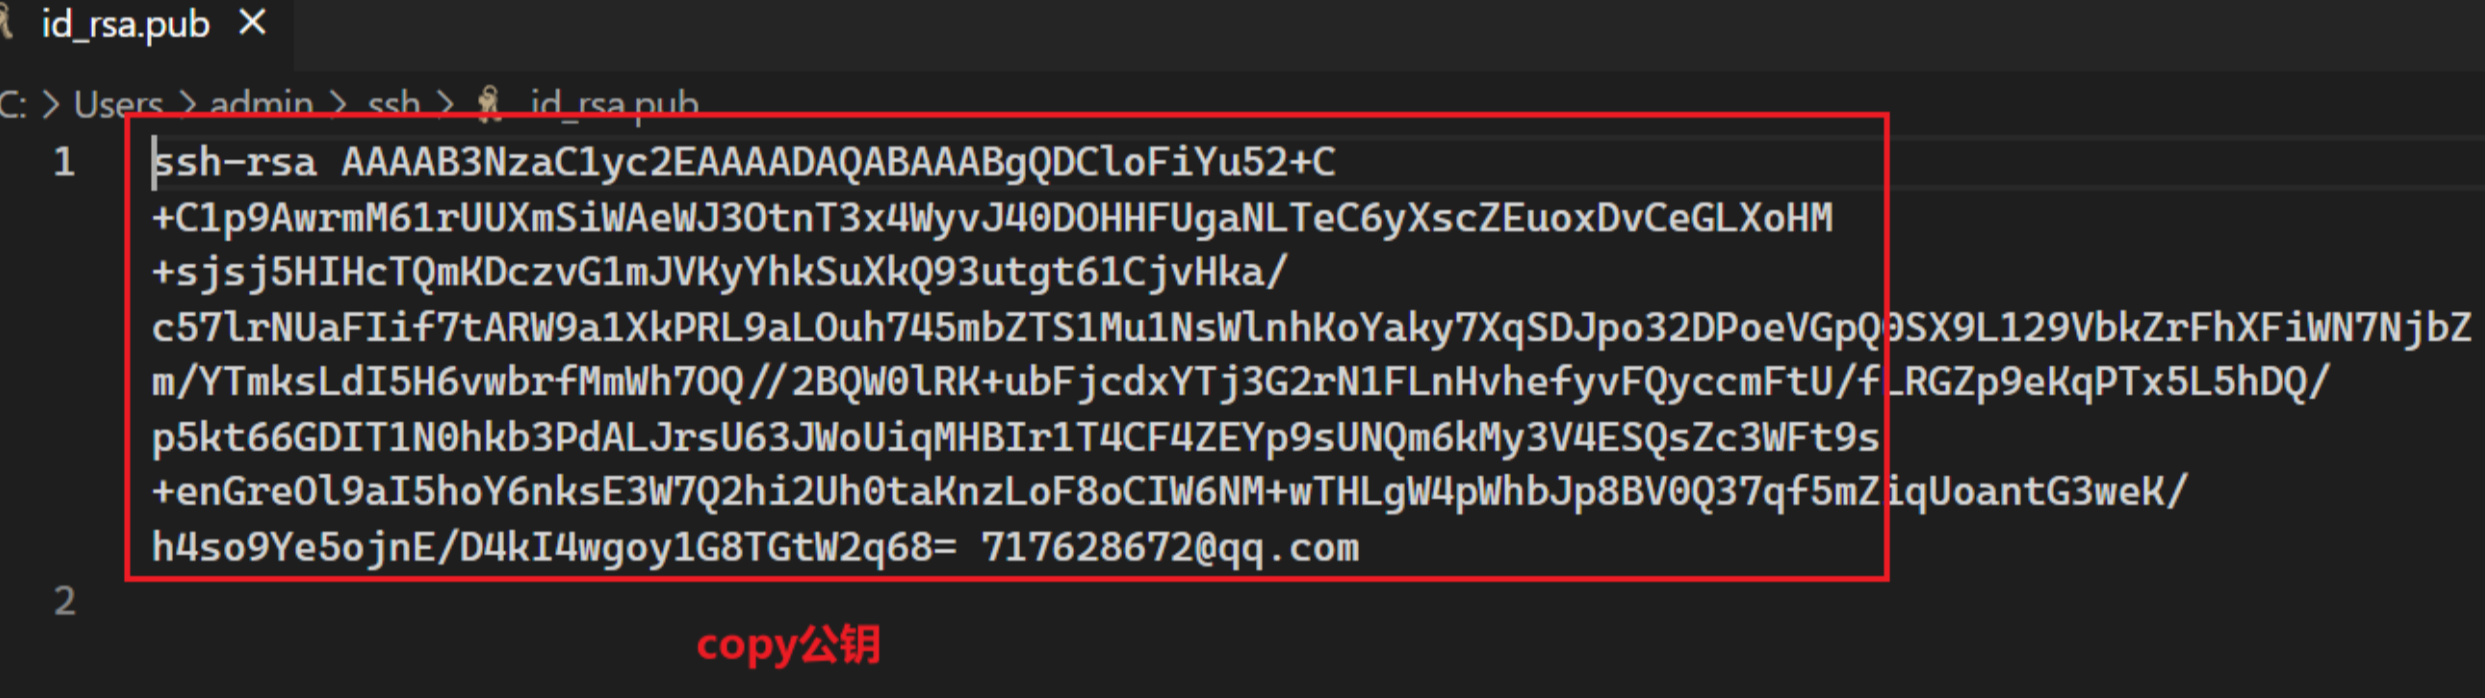 id_rsa.pub ×
C: > Users > admin > ssh > id_rsa.pub
1 ssh-rsa AAAAB3NzaC1yc2EAAAADAQABAAABgQDCloFiYu52+C
+C1p9AwrmM61rUUXmSiWAeWJ3OtnT3x4WyvJ40DOHHFUgaNLTeC6yXscZEuoxDvCeGLXoHM
+sjsj5HIHcTQmKDczvG1mJVKyYhkSuXkQ93utgt61CjvHka/
c57lrNUaFIif7tARW9a1XkPRL9aLOuh745mbZTS1Mu1NsWlnhKoYaky7XqSDJpo32DPoeVGpQ0SX9L129VbkZrFhXFiWN7NjbZ
m/YTmksLdI5H6vwbrfMmWh7OQ//2BQW0lRK+ubFjcdxYTj3G2rN1FLnHvhefyvFQyccmFtU/fLRGZp9eKqPTx5L5hDQ/
p5kt66GDIT1N0hkb3PdALJrsU63JWoUiqMHBIr1T4CF4ZEYp9sUNQm6kMy3V4ESQsZc3WFt9s
+enGreOl9aI5hoY6nksE3W7Q2hi2Uh0taKnzLoF8oCIW6NM+wTHLgW4pWhbJp8BV0Q37qf5mZiqUoantG3weK/
h4so9Ye5ojnE/D4kI4wgoy1G8TGtW2q68= 717628672@qq.com
2
copy公钥